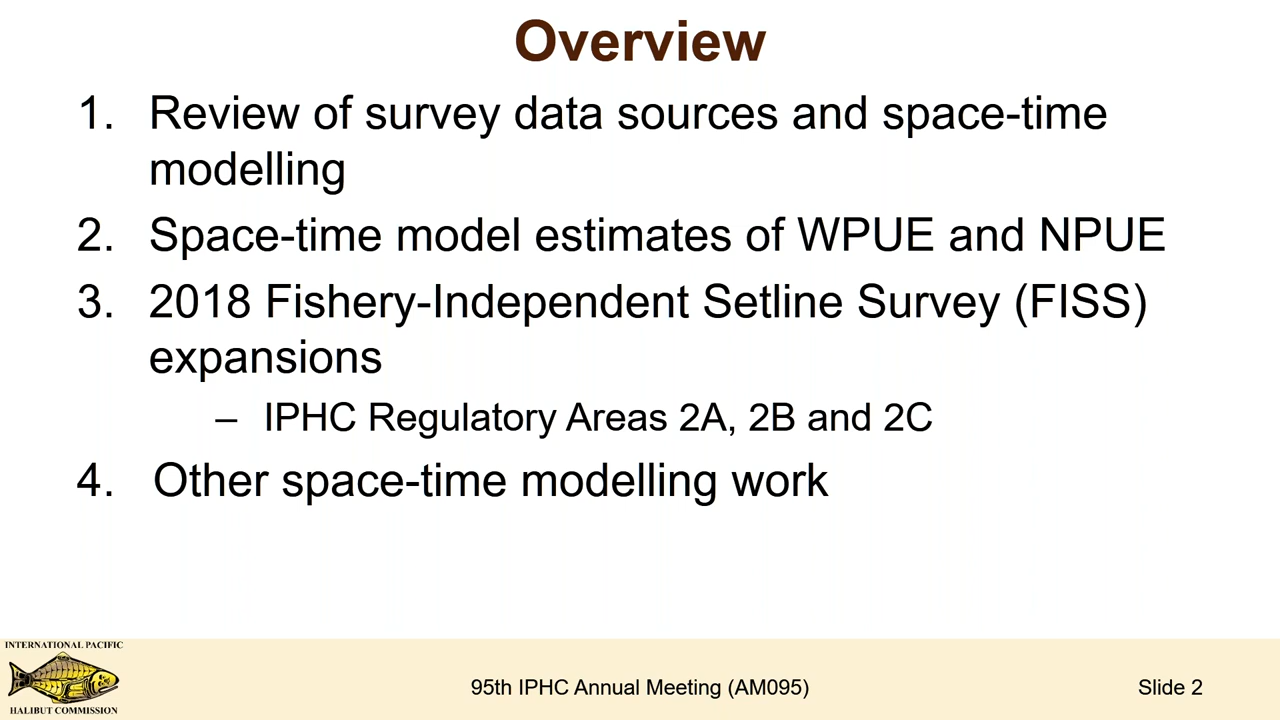 Overview
1. Review of survey data sources and space-time
modelling
2. Space-time model estimates of WPUE and NPUE
3. 2018 Fishery-Independent Setline Survey (FISS)
expansions
– IPHC Regulatory Areas 2A, 2B and 2C
4. Other space-time modelling work
INTERNATIONAL PACIFIC
HALIBUT COMMISSION
95th IPHC Annual Meeting (AM095)
Slide 2